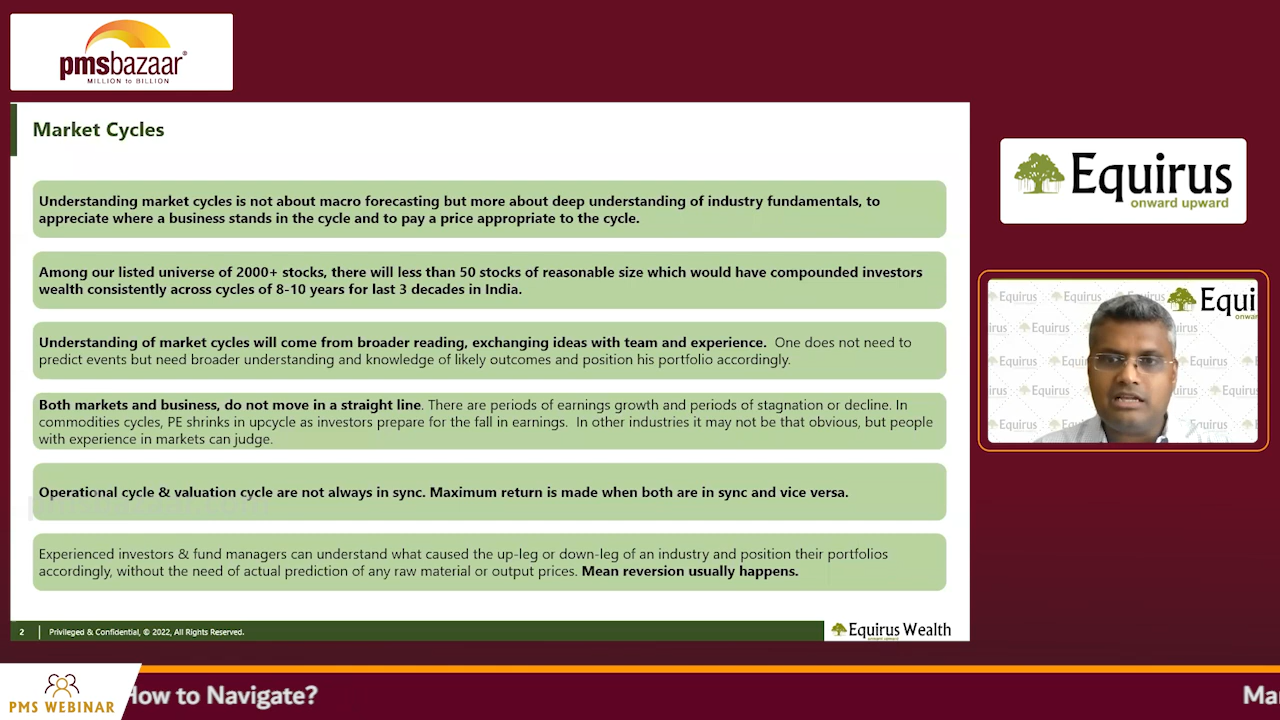 pmsbazaar®
MILLION to BILLION
Market Cycles
Understanding market cycles is not about macro forecasting but more about deep understanding of industry fundamentals, to
appreciate where a business stands in the cycle and to pay a price appropriate to the cycle.
Among our listed universe of 2000+ stocks, there will less than 50 stocks of reasonable size which would have compounded investors
wealth consistently across cycles of 8-10 years for last 3 decades in India.
Understanding of market cycles will come from broader reading, exchanging ideas with team and experience. One does not need to
predict events but need broader understanding and knowledge of likely outcomes and position his portfolio accordingly.
Both markets and business, do not move in a straight line. There are periods of earnings growth and periods of stagnation or decline. In
commodities cycles, PE shrinks in upcycle as investors prepare for the fall in earnings. In other industries it may not be that obvious, but people
with experience in markets can judge.
Operational cycle & valuation cycle are not always in sync. Maximum return is made when both are in sync and vice versa.
Experienced investors & fund managers can understand what caused the up-leg or down-leg of an industry and position their portfolios
accordingly, without the need of actual prediction of any raw material or output prices. Mean reversion usually happens.
2 | Privileged & Confidential, © 2022, All Rights Reserved.
Equirus Wealth
Equirus
onward upward
Equirus Equirus Equi
Equirus
Equirus Equirus
Equirus Equirus
Equirus Equirus
PMS WEBINAR
How to Navigate?
Ma